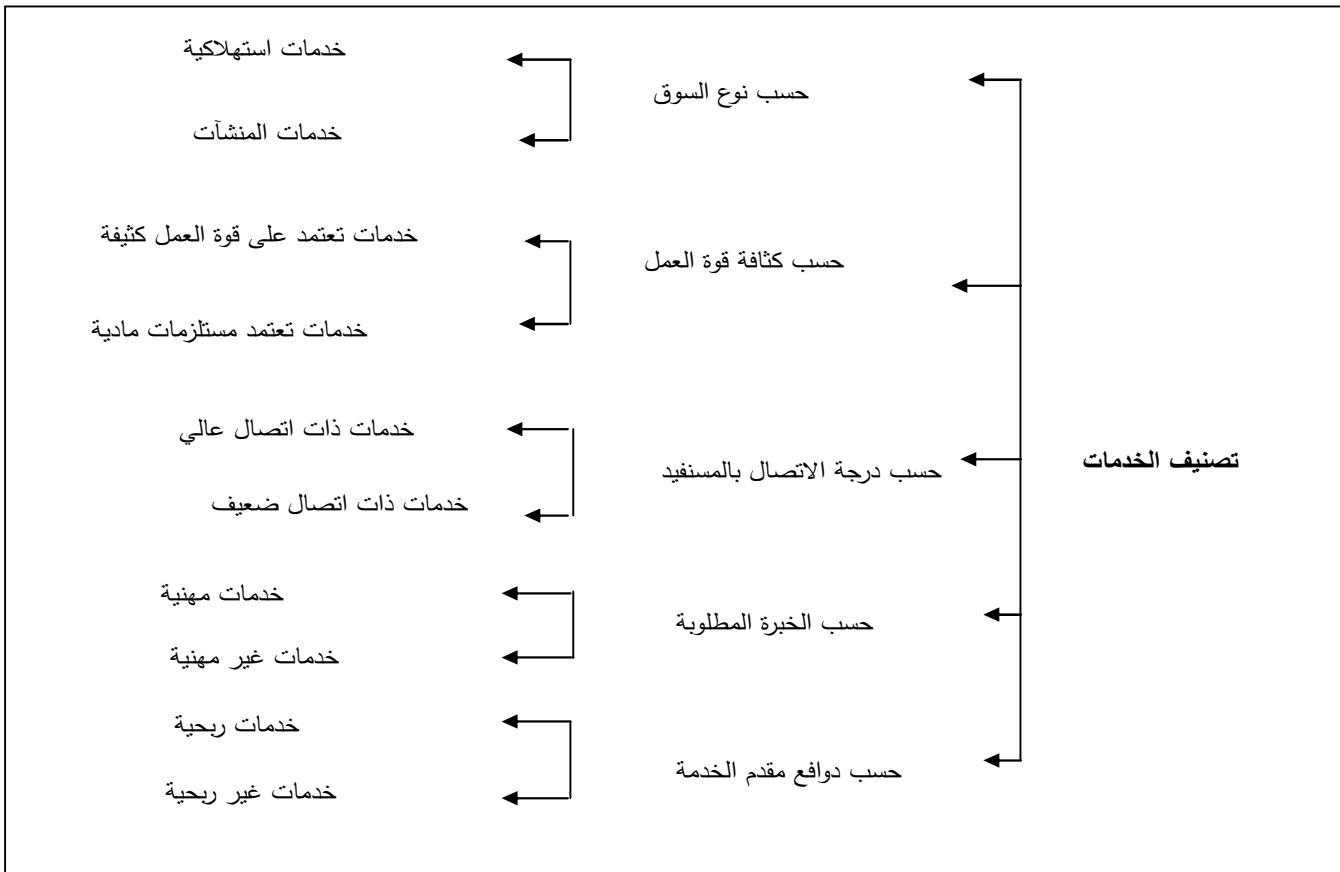 تصنيف الخدمات
حسب نوع السوق
خدمات استهلاكية
خدمات المنشآت
حسب كثافة قوة العمل
خدمات تعتمد على قوة العمل كثيفة
خدمات تعتمد مستلزمات مادية
حسب درجة الاتصال بالمسنفيد
خدمات ذات اتصال عالي
خدمات ذات اتصال ضعيف
حسب الخبرة المطلوبة
خدمات مهنية
خدمات غير مهنية
حسب دوافع مقدم الخدمة
خدمات ربحية
خدمات غير ربحية